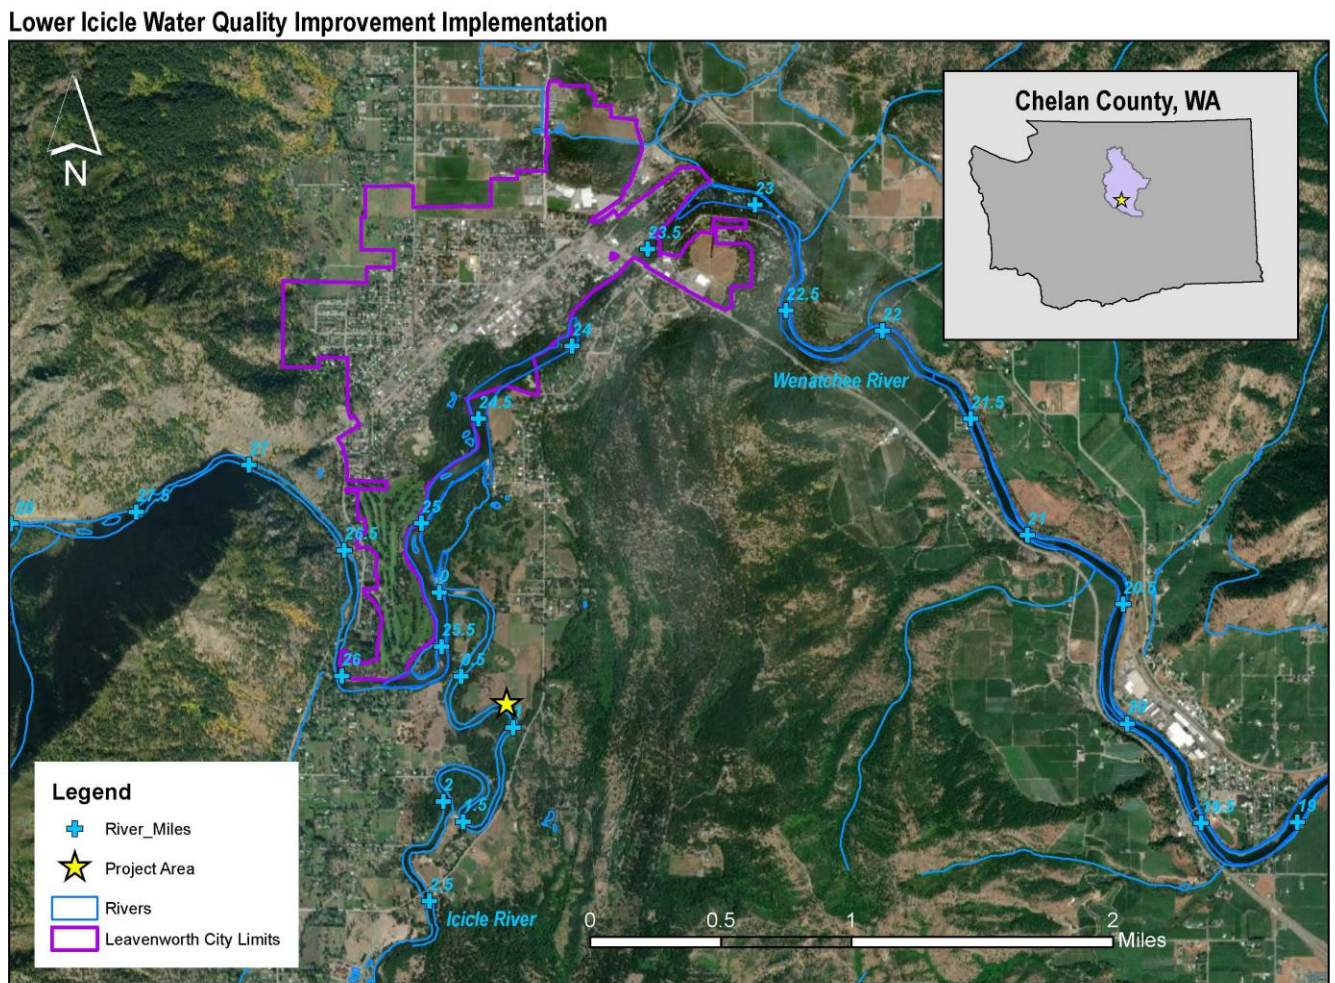 Lower Icicle Water Quality Improvement Implementation
N
Chelan County, WA
23
23.5
22.5
22
24
Wenatchee River
21.5
24.5
27
27.5
28
25
26.5
21
0
20.5
25.5
26
0.5
1
20
2
1.5
19.5
19
2.5
Icicle River
Legend
River_Miles
Project Area
Rivers
Leavenworth City Limits
0 0.5 1 2
Miles